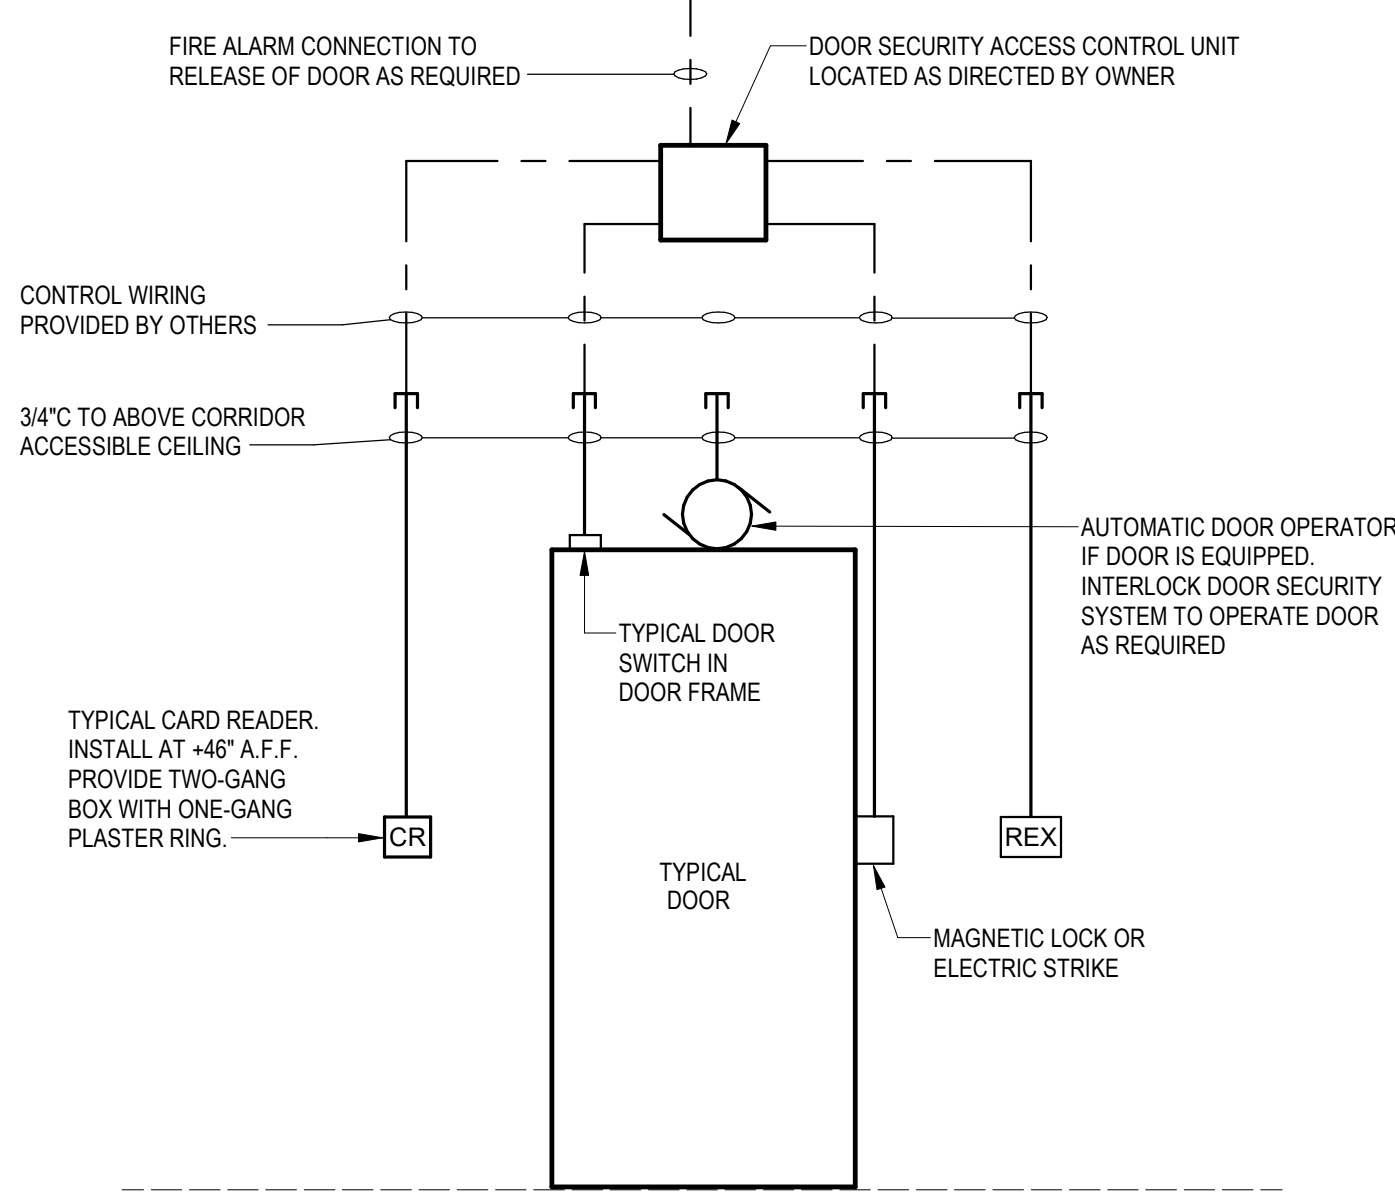 FIRE ALARM CONNECTION TO
RELEASE OF DOOR AS REQUIRED
DOOR SECURITY ACCESS CONTROL UNIT
LOCATED AS DIRECTED BY OWNER
CONTROL WIRING
PROVIDED BY OTHERS
3/4"C TO ABOVE CORRIDOR
ACCESSIBLE CEILING
AUTOMATIC DOOR OPERATOR
IF DOOR IS EQUIPPED.
INTERLOCK DOOR SECURITY
SYSTEM TO OPERATE DOOR
AS REQUIRED
TYPICAL DOOR
SWITCH IN
DOOR FRAME
TYPICAL CARD READER.
INSTALL AT +46" A.F.F.
PROVIDE TWO-GANG
BOX WITH ONE-GANG
PLASTER RING.
CR
REX
TYPICAL
DOOR
MAGNETIC LOCK OR
ELECTRIC STRIKE